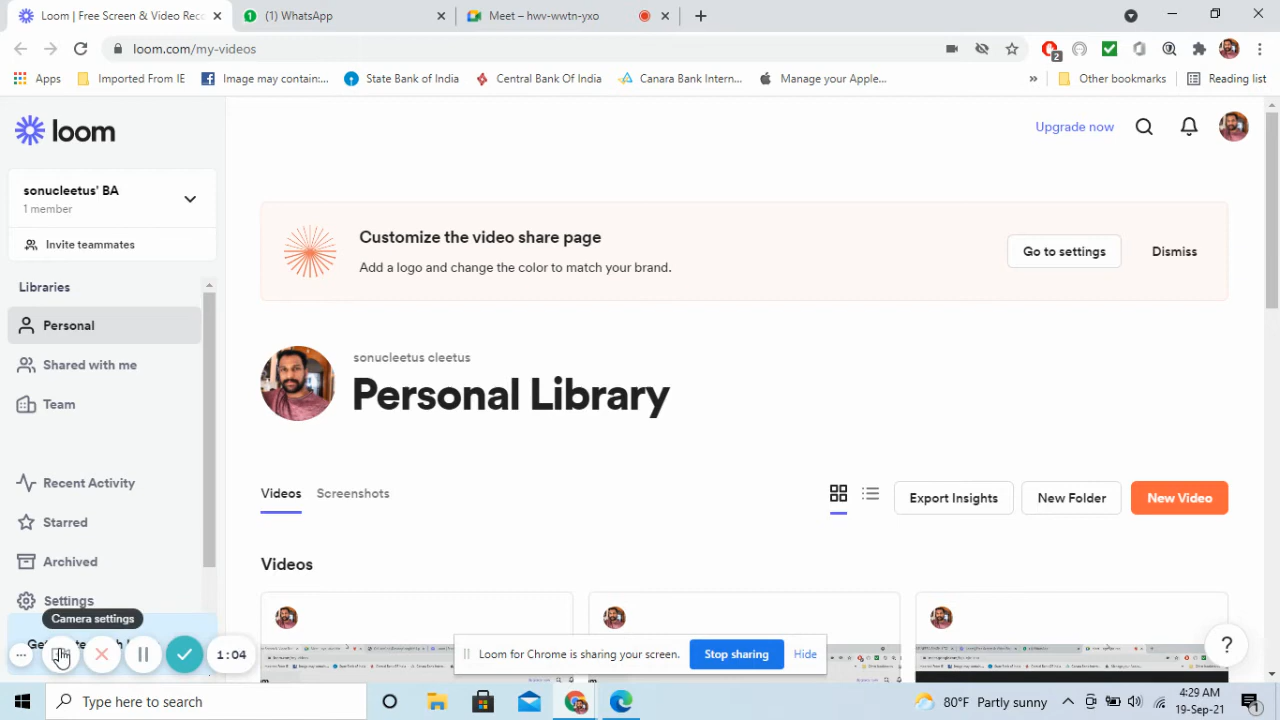 Loom | Free Screen & Video Reco
(1) WhatsApp
Meet – hwv-wwtn-yxo
loom.com/my-videos
2
Apps
Imported From IE
Image may contain:...
State Bank of India
Central Bank Of India
Canara Bank Intern...
Manage your Apple...
»
Other bookmarks
Reading list
loom
Upgrade now
sonucleetus' BA
1 member
Invite teammates
Customize the video share page
Add a logo and change the color to match your brand.
Go to settings
Dismiss
Libraries
Personal
Shared with me
Team
sonucleetus cleetus
Personal Library
Recent Activity
Starred
Archived
Settings
Videos
Screenshots
Export Insights
New Folder
New Video
Videos
Camera settings
1:04
Loom for Chrome is sharing your screen.
Stop sharing
Hide
?
Type here to search
80°F Partly sunny
4:29 AM
19-Sep-21
1